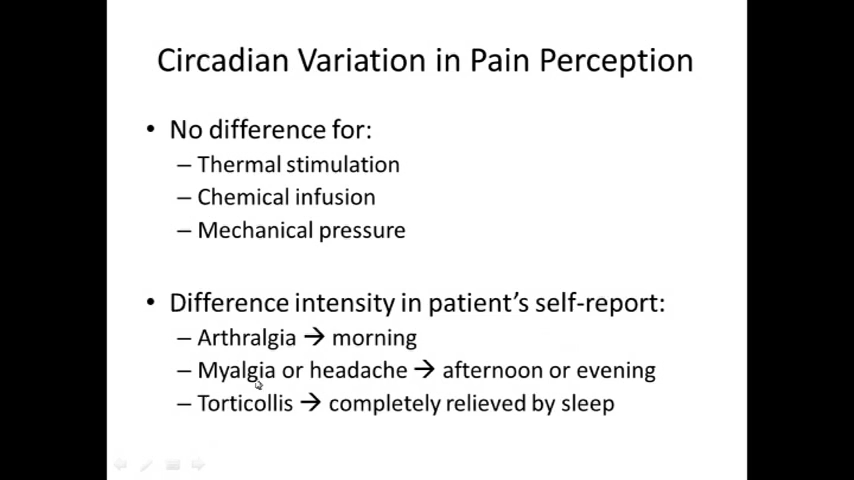 Circadian Variation in Pain Perception
• No difference for:
– Thermal stimulation
– Chemical infusion
– Mechanical pressure
• Difference intensity in patient's self-report:
– Arthralgia → morning
– Myalgia or headache → afternoon or evening
– Torticollis → completely relieved by sleep